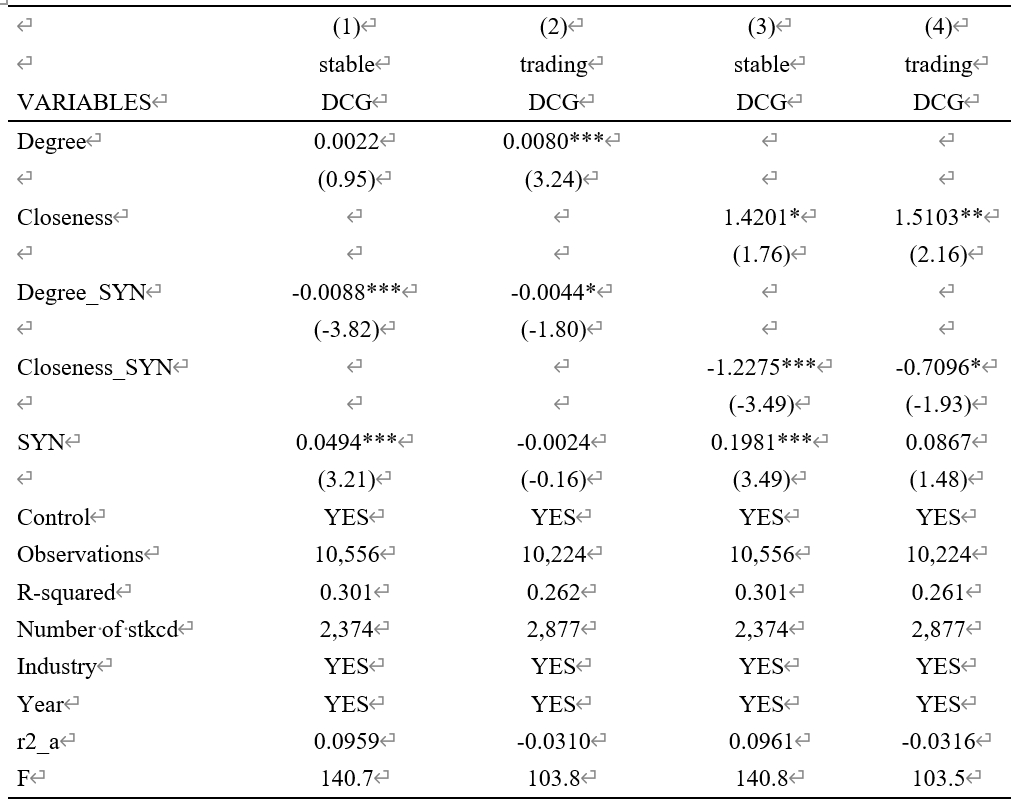 (1) (2) (3) (4)
stable trading stable trading
VARIABLES DCG DCG DCG DCG
Degree 0.0022 0.0080***
(0.95) (3.24)
Closeness 1.4201* 1.5103**
(1.76) (2.16)
Degree_SYN -0.0088*** -0.0044*
(-3.82) (-1.80)
Closeness_SYN -1.2275*** -0.7096*
(-3.49) (-1.93)
SYN 0.0494*** -0.0024 0.1981*** 0.0867
(3.21) (-0.16) (3.49) (1.48)
Control YES YES YES YES
Observations 10,556 10,224 10,556 10,224
R-squared 0.301 0.262 0.301 0.261
Number of stkcd 2,374 2,877 2,374 2,877
Industry YES YES YES YES
Year YES YES YES YES
r2_a 0.0959 -0.0310 0.0961 -0.0316
F 140.7 103.8 140.8 103.5